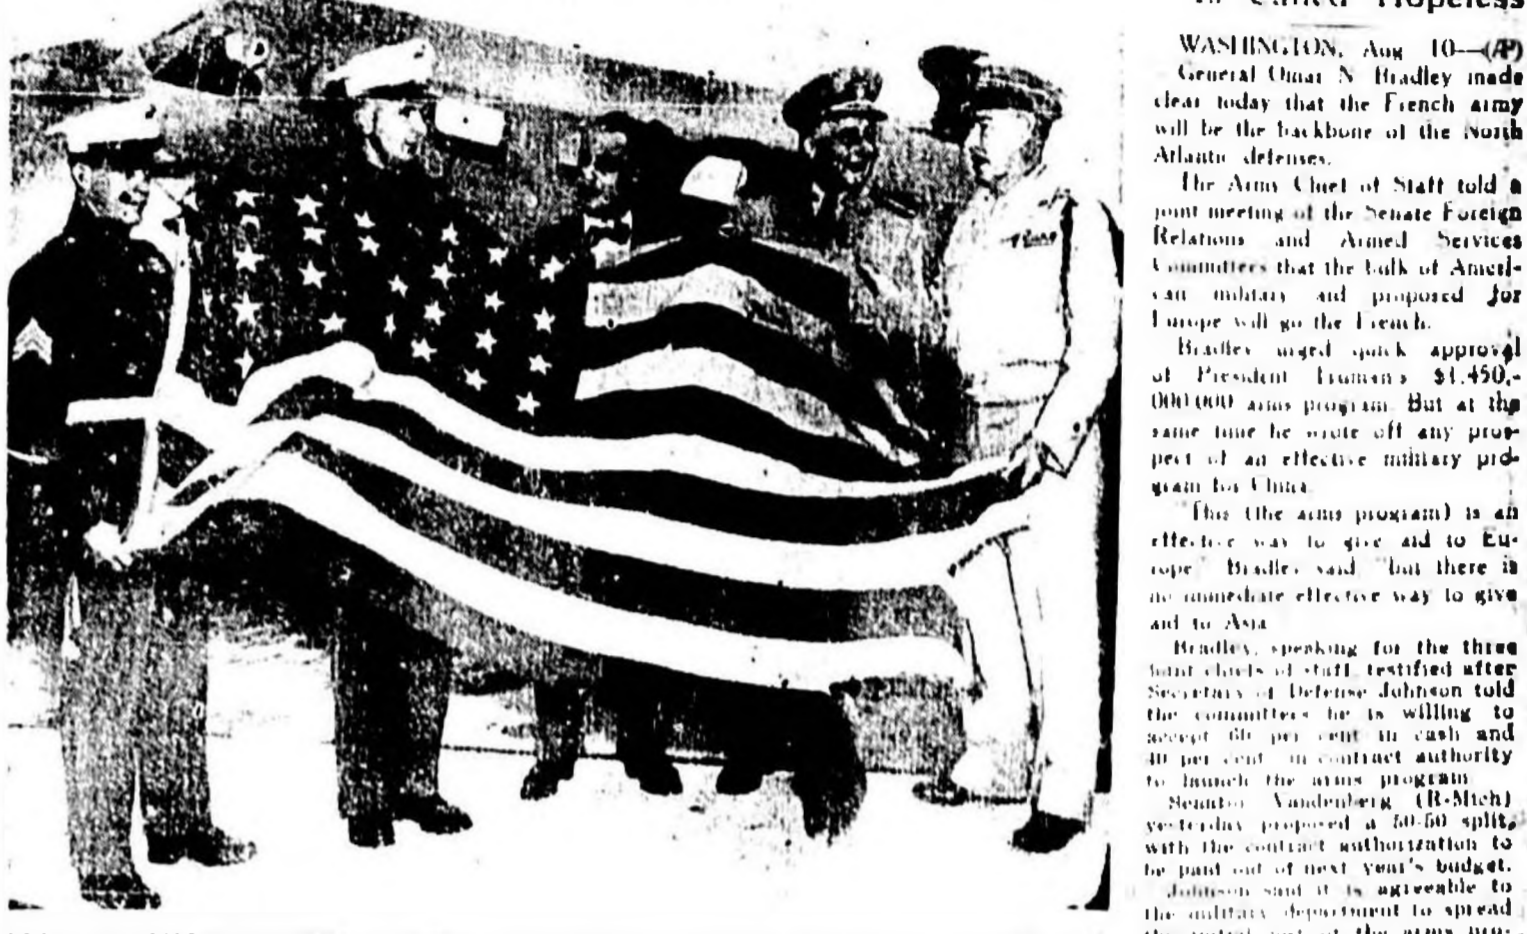 Hopeless
WASHINGTON, Aug 10—(AP)
General Omar N Bradley made
clear today that the French army
will be the backbone of the North
Atlantic defenses.
The Army Chief of Staff told a
joint meeting of the Senate Foreign
Relations and Armed Services
Committees that the bulk of Ameri-
can military aid proposed for
Europe will go the French.
Bradley urged quick approval
of President Truman's $1,450,-
000,000 arms program. But at the
same time he wrote off any pros-
pect of an effective military pro-
gram for China.
"This (the arms program) is an
effective way to give aid to Eu-
rope" Bradley said, "but there is
no immediate effective way to give
aid to Asia
Bradley, speaking for the three
joint chiefs of staff, testified after
Secretary of Defense Johnson told
the committees he is willing to
accept 60 per cent in cash and
40 per cent in contract authority
to launch the arms program
Senator Vandenberg (R-Mich)
yesterday proposed a 50-50 split,
with the contract authorization to
be paid out of next year's budget.
Johnson said it is agreeable to
the military department to spread
the of the arms pro-